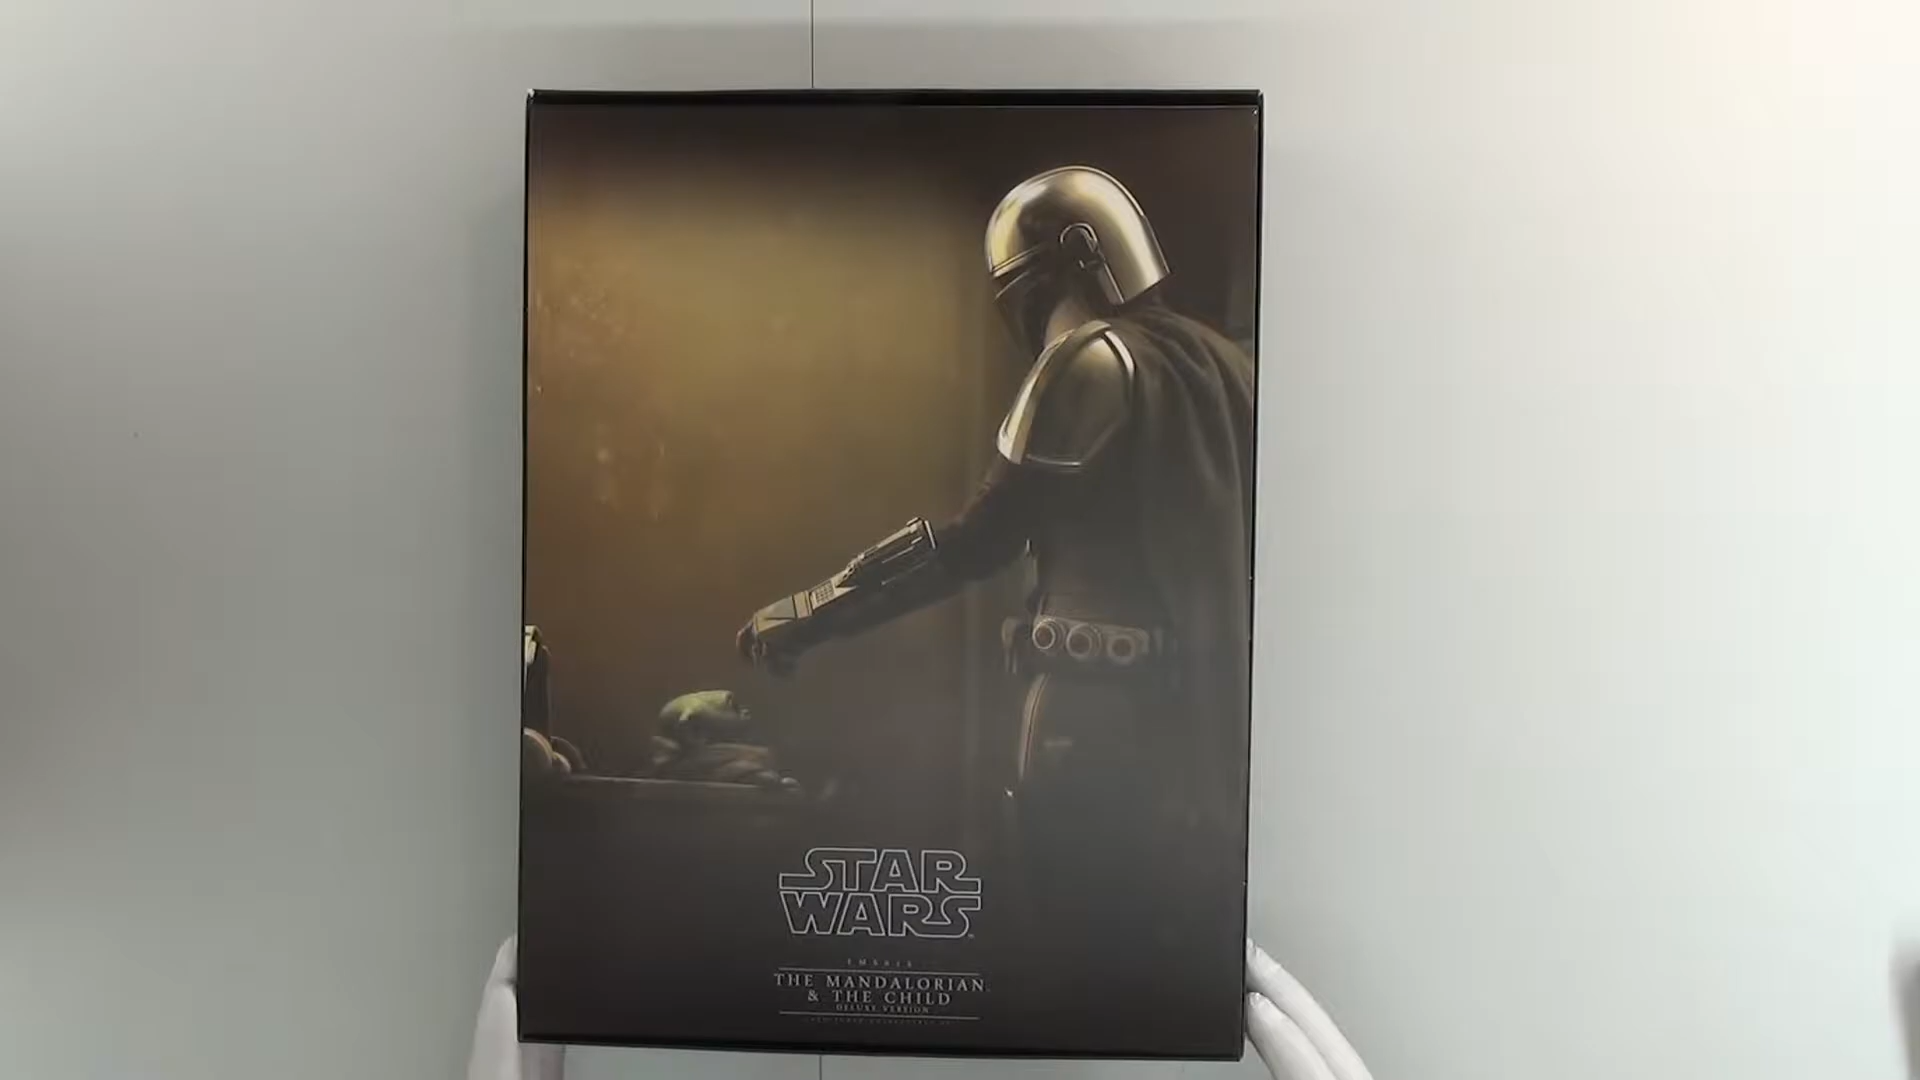 STAR
WARS
THE MANDALORIAN
& THE CHILD
DELUXE VERSION